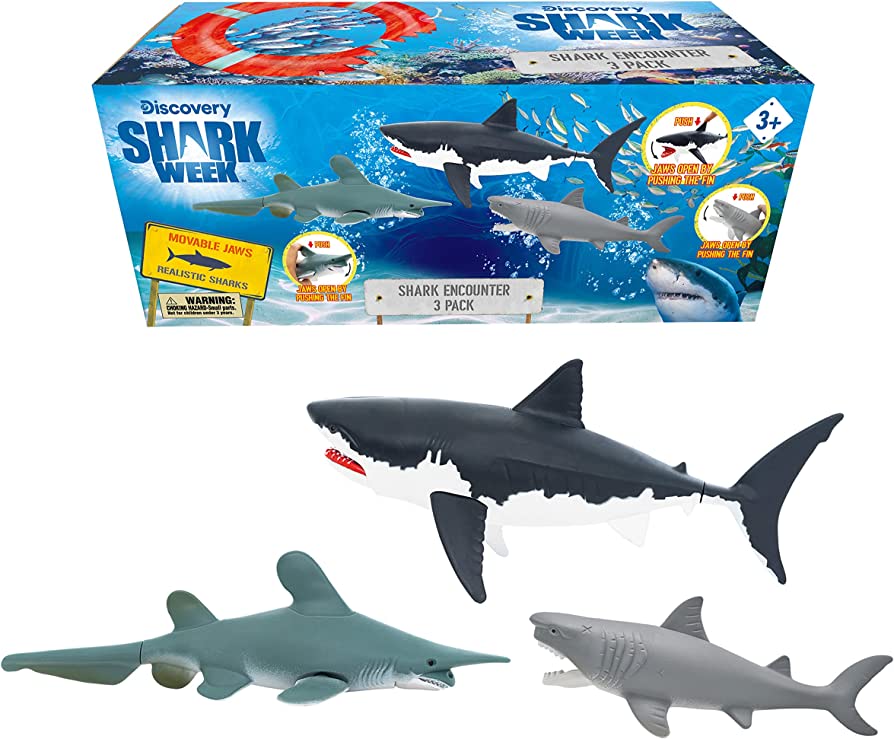 Discovery
SHARK
WEEK
SHARK ENCOUNTER
3 PACK
Discovery
SHARK
WEEK
PUSH
JAWS OPEN BY
PUSHING THE FIN
3+
PUSH
JAWS OPEN BY
PUSHING THE FIN
MOVABLE JAWS
REALISTIC SHARKS
PUSH
JAWS OPEN BY
PUSHING THE FIN
WARNING:
CHOKING HAZARD-Small parts.
Not for children under 3 years.
SHARK ENCOUNTER
3 PACK